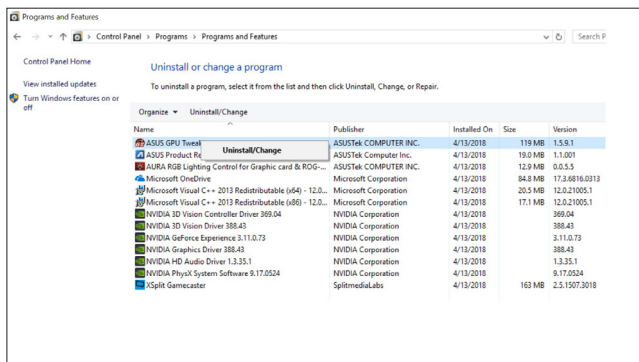 Programs and Features
Control Panel > Programs > Programs and Features
Search P
Control Panel Home
View installed updates
Turn Windows features on or
off
Uninstall or change a program
To uninstall a program, select it from the list and then click Uninstall, Change, or Repair.
Organize Uninstall/Change
Name Publisher Installed On Size Version
ASUS GPU Tweak ASUSTek COMPUTER INC. 4/13/2018 119 MB 1.5.9.1
Uninstall/Change
ASUS Product Re ASUSTek Computer Inc. 4/13/2018 19.0 MB 1.1.001
AURA RGB Lighting Control for Graphic card & ROG-... ASUSTek COMPUTER INC. 4/13/2018 12.9 MB 0.0.5.5
Microsoft OneDrive Microsoft Corporation 4/13/2018 84.8 MB 17.3.6816.0313
Microsoft Visual C++ 2013 Redistributable (x64) - 12.0... Microsoft Corporation 4/13/2018 20.5 MB 12.0.21005.1
Microsoft Visual C++ 2013 Redistributable (x86) - 12.0... Microsoft Corporation 4/13/2018 17.1 MB 12.0.21005.1
NVIDIA 3D Vision Controller Driver 369.04 NVIDIA Corporation 4/13/2018 369.04
NVIDIA 3D Vision Driver 388.43 NVIDIA Corporation 4/13/2018 388.43
NVIDIA GeForce Experience 3.11.0.73 NVIDIA Corporation 4/13/2018 3.11.0.73
NVIDIA Graphics Driver 388.43 NVIDIA Corporation 4/13/2018 388.43
NVIDIA HD Audio Driver 1.3.35.1 NVIDIA Corporation 4/13/2018 1.3.35.1
NVIDIA PhysX System Software 9.17.0524 NVIDIA Corporation 4/13/2018 9.17.0524
XSplit Gamecaster SplitmediaLabs 4/13/2018 163 MB 2.5.1507.3018